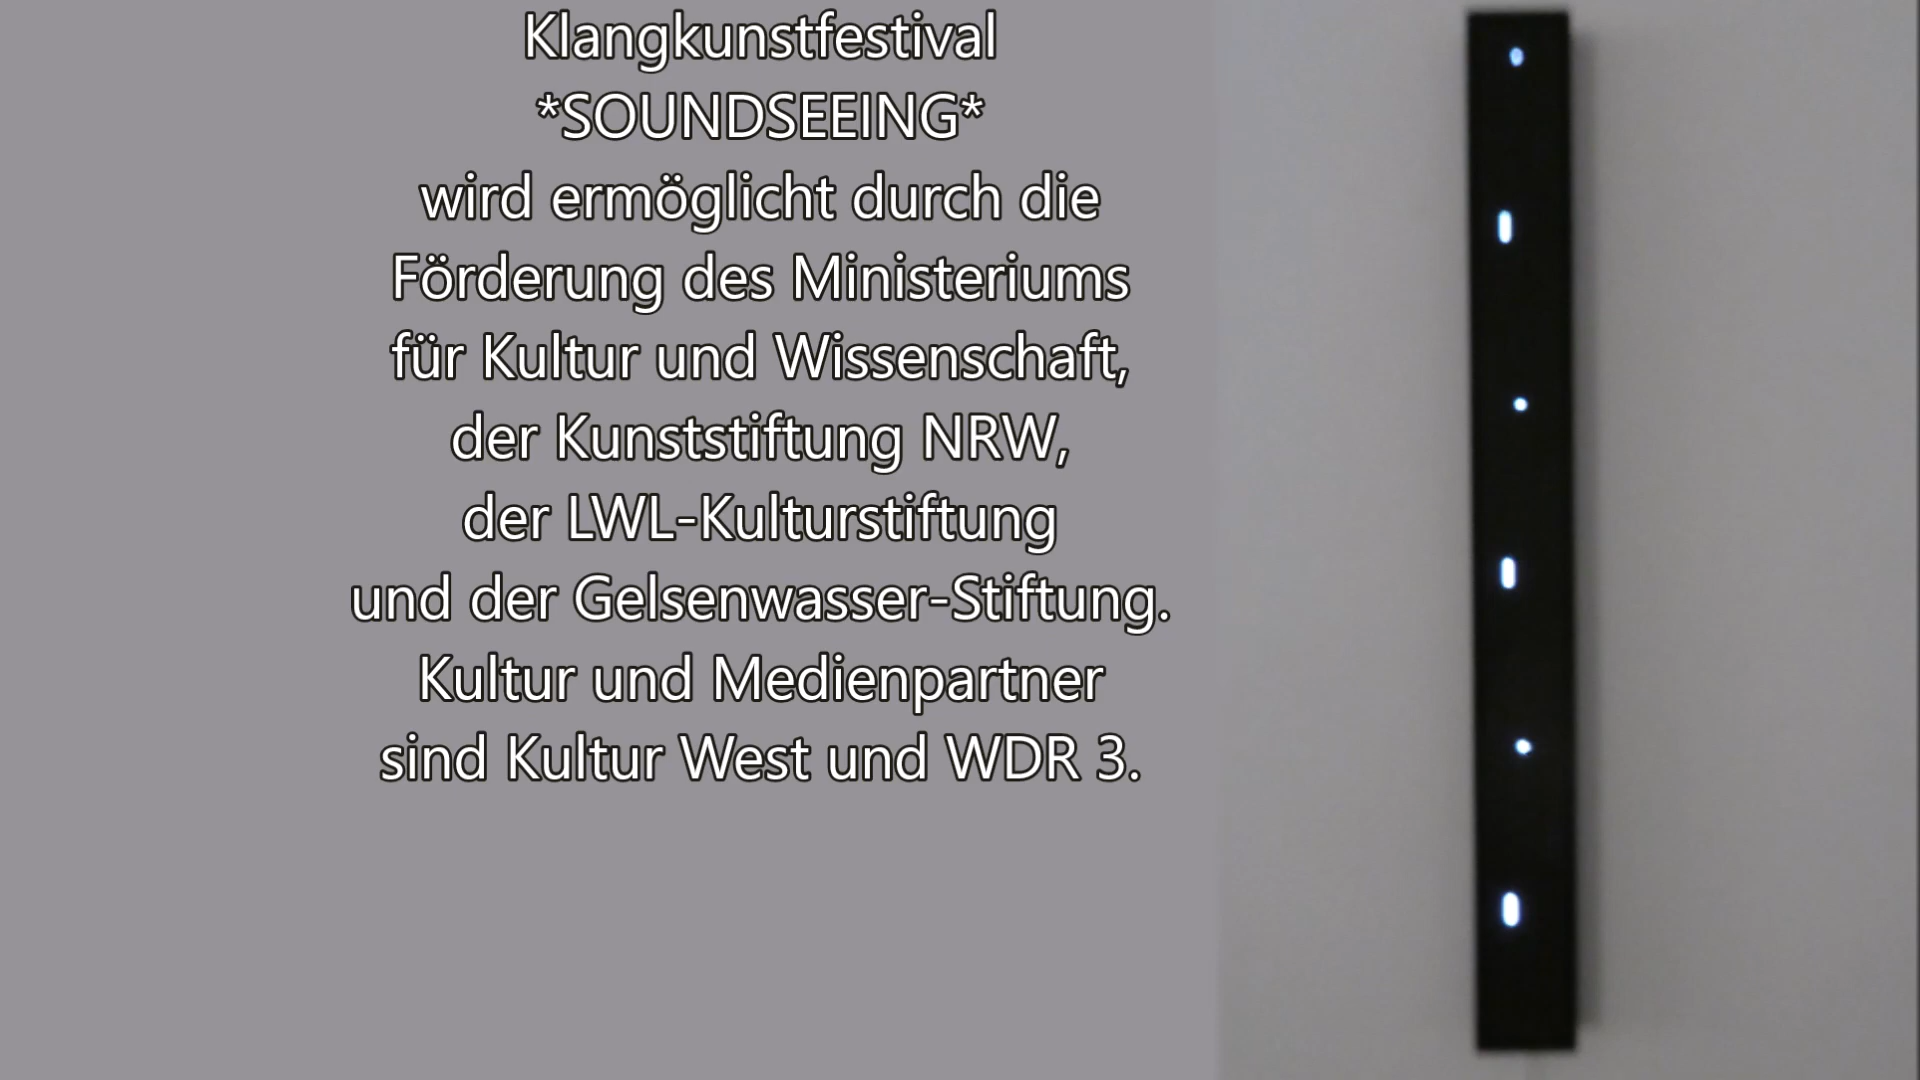 Klangkunstfestival
*SOUNDSEEING*
wird ermöglicht durch die
Förderung des Ministeriums
für Kultur und Wissenschaft,
der Kunststiftung NRW,
der LWL-Kulturstiftung
und der Gelsenwasser-Stiftung.
Kultur und Medienpartner
sind Kultur West und WDR 3.